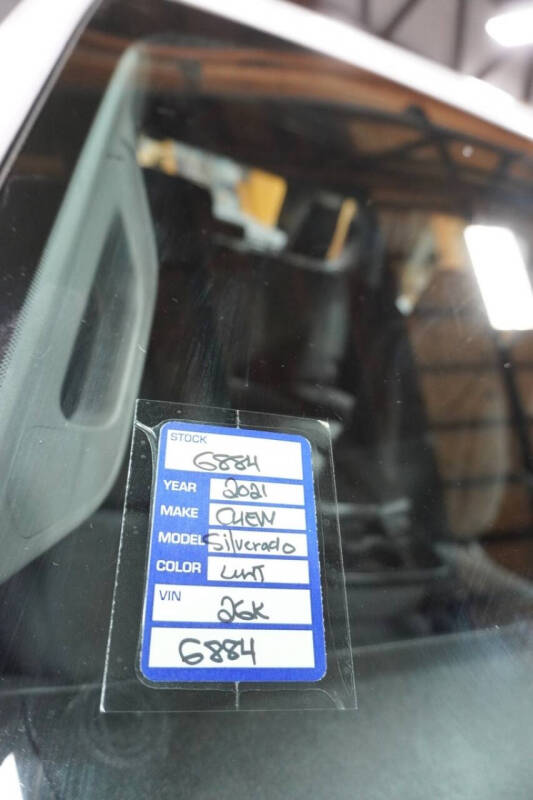 STOCK
6884
YEAR 2021
MAKE CHEV
MODEL Silverado
COLOR WHT
VIN
26K
6884